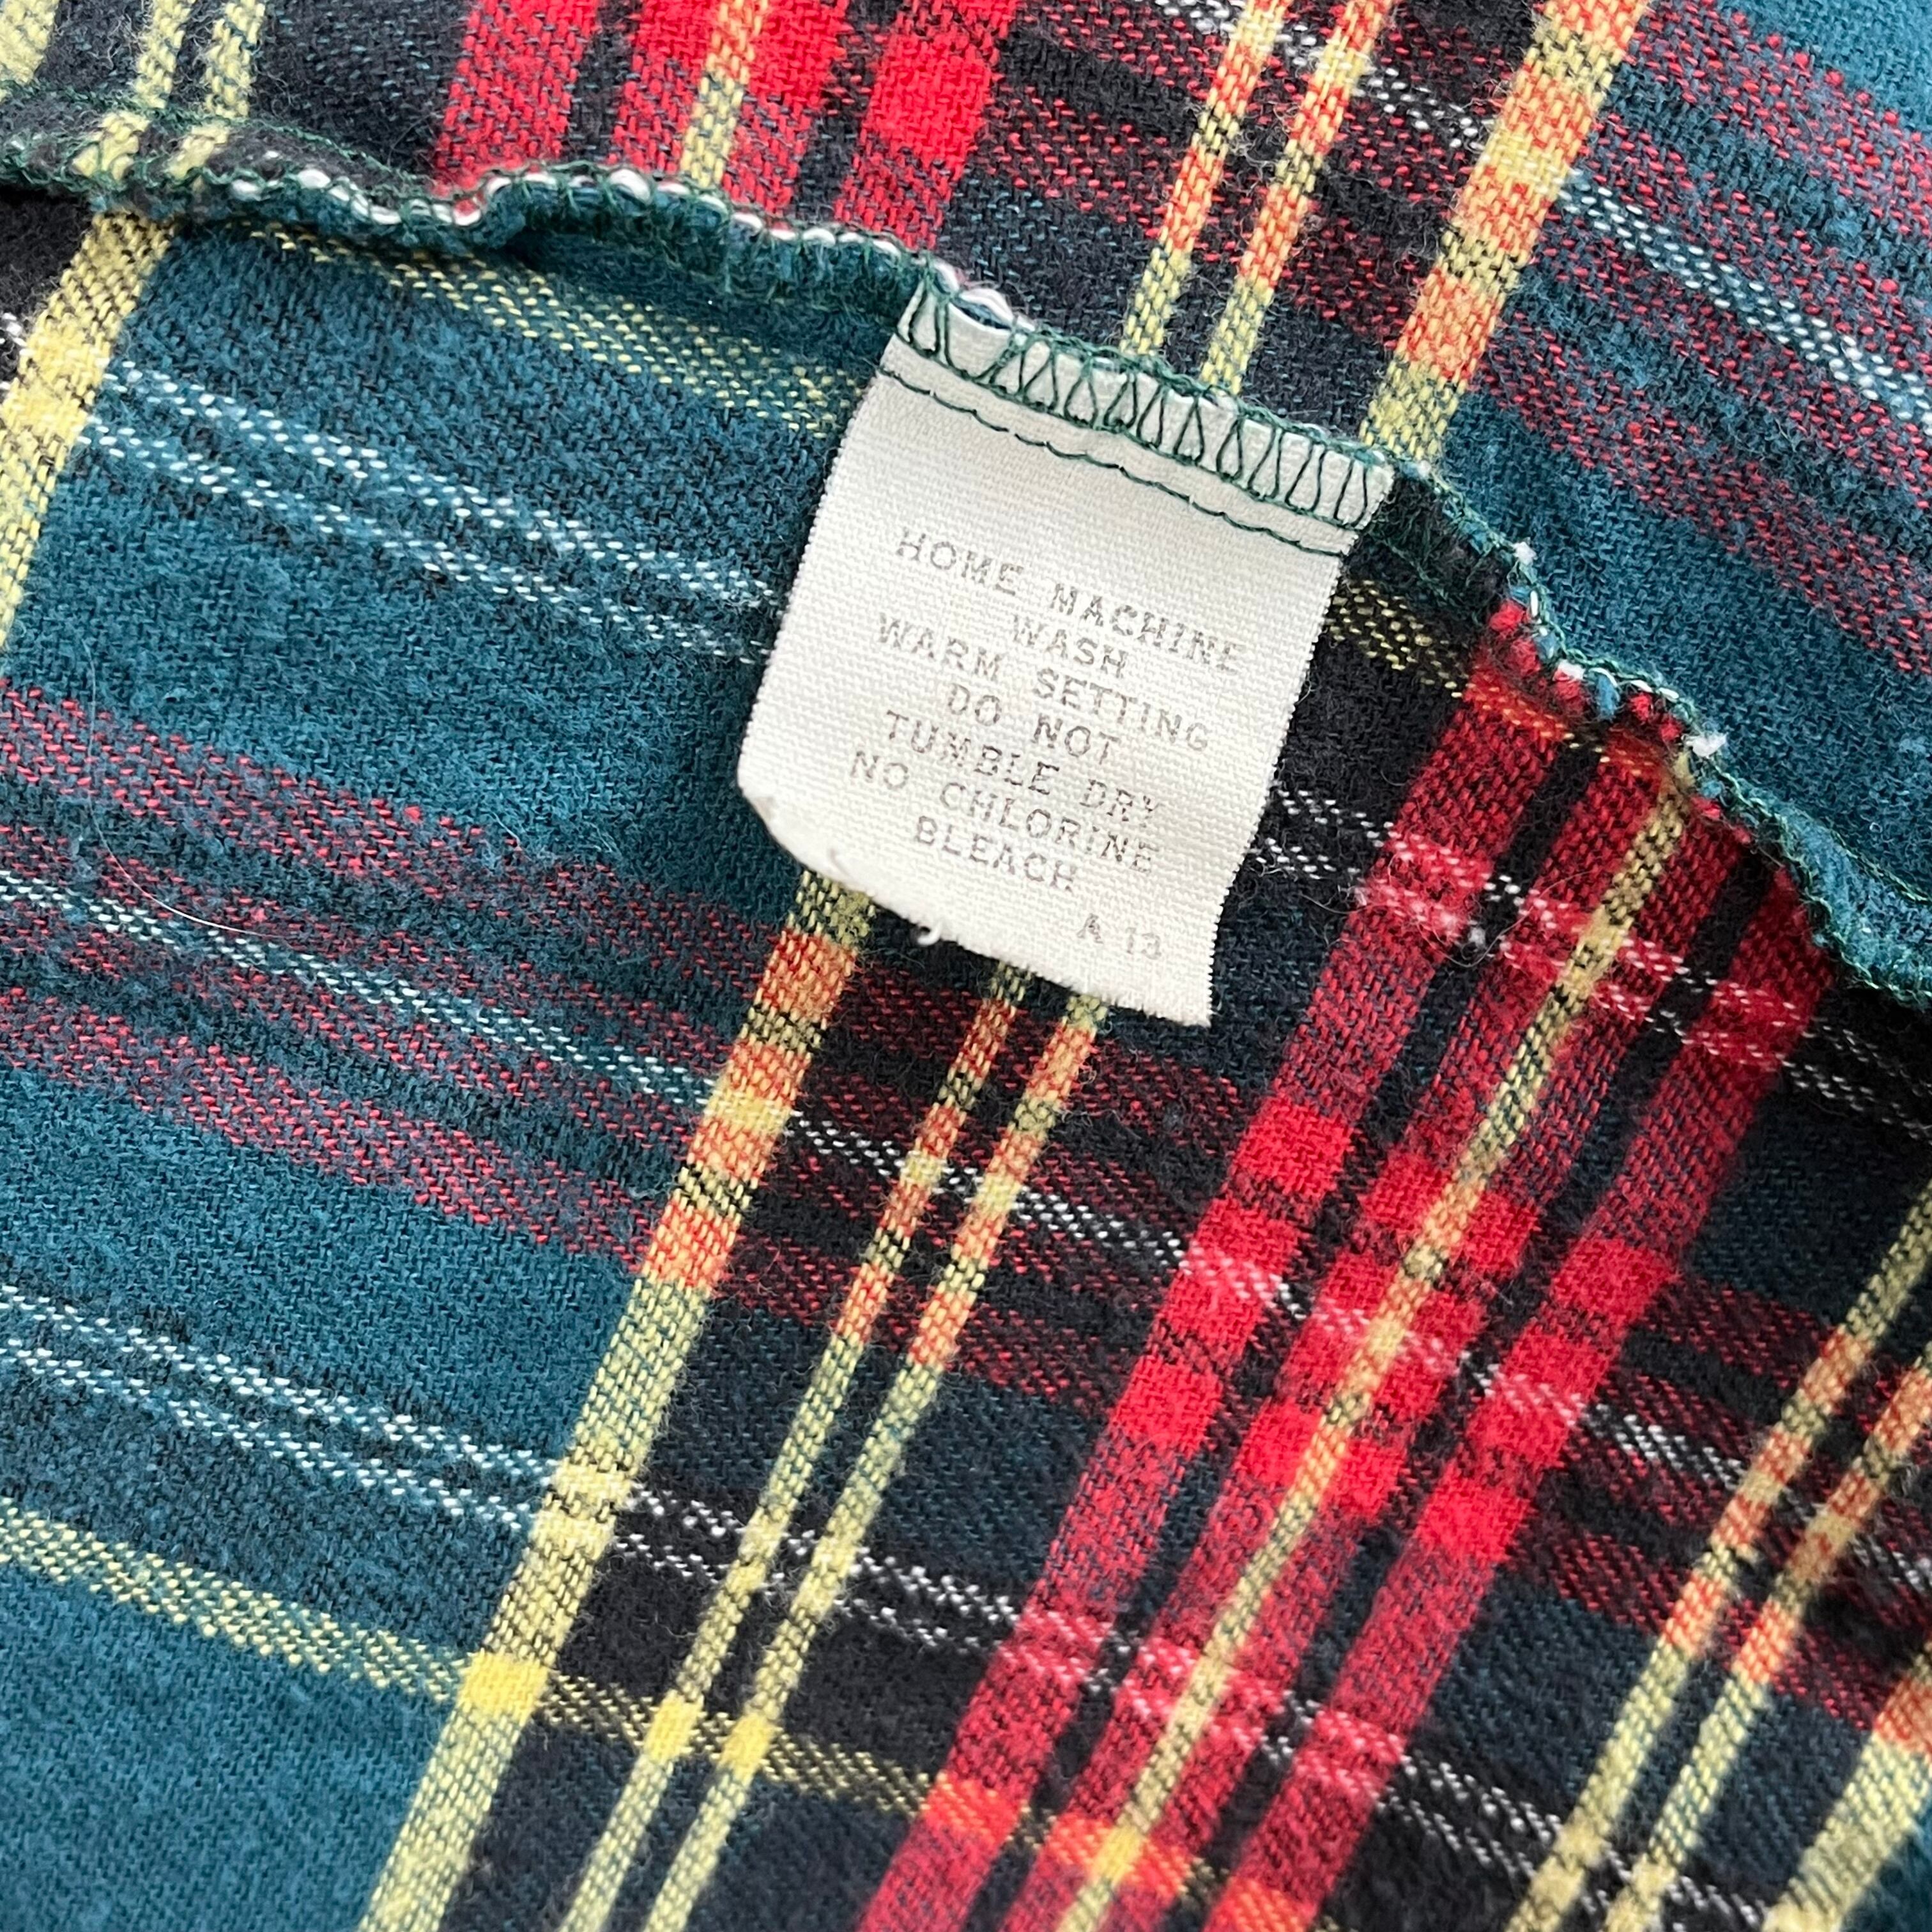 HOME MACHINE
WASH
WARM SETTING
DO NOT
TUMBLE DRY
NO CHLORINE
BLEACH
A 13